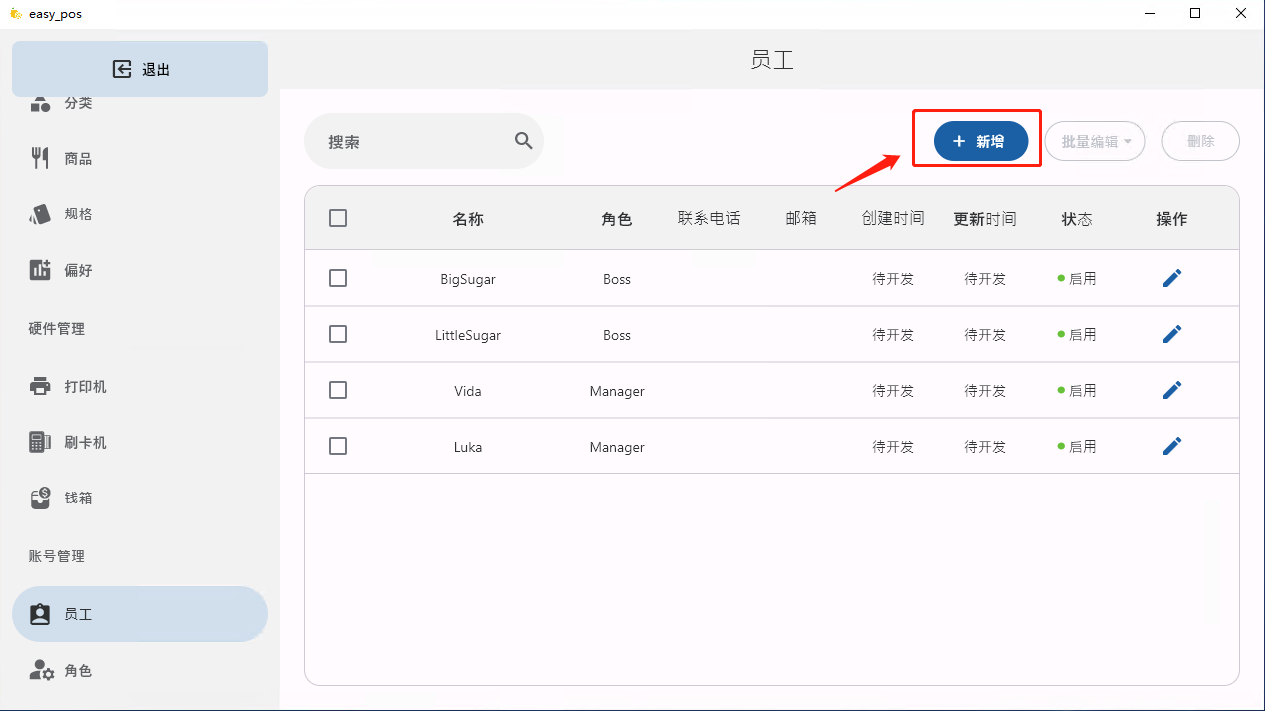 easy_pos
退出
员工
分类
商品
规格
偏好
硬件管理
打印机
刷卡机
钱箱
账号管理
员工
角色
搜索
+ 新增
批量编辑
删除
名称 角色 联系电话 邮箱 创建时间 更新时间 状态 操作
BigSugar Boss 待开发 待开发 启用
LittleSugar Boss 待开发 待开发 启用
Vida Manager 待开发 待开发 启用
Luka Manager 待开发 待开发 启用